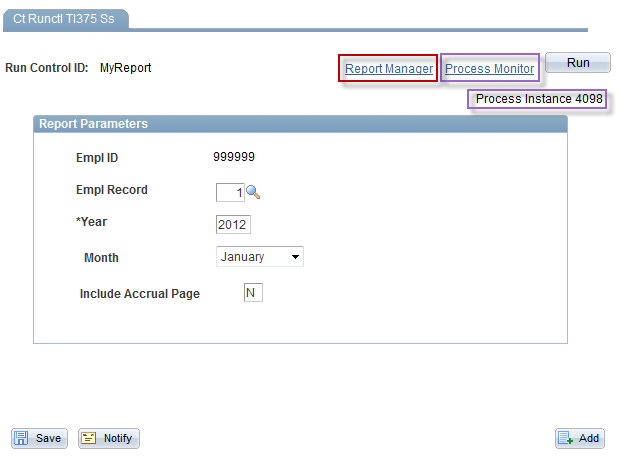 Ct Runctl Tl375 Ss
Run Control ID: MyReport Report Manager Process Monitor Run
Process Instance 4098
Report Parameters
Empl ID 999999
Empl Record 1
*Year 2012
Month January
Include Accrual Page N
Save Notify Add